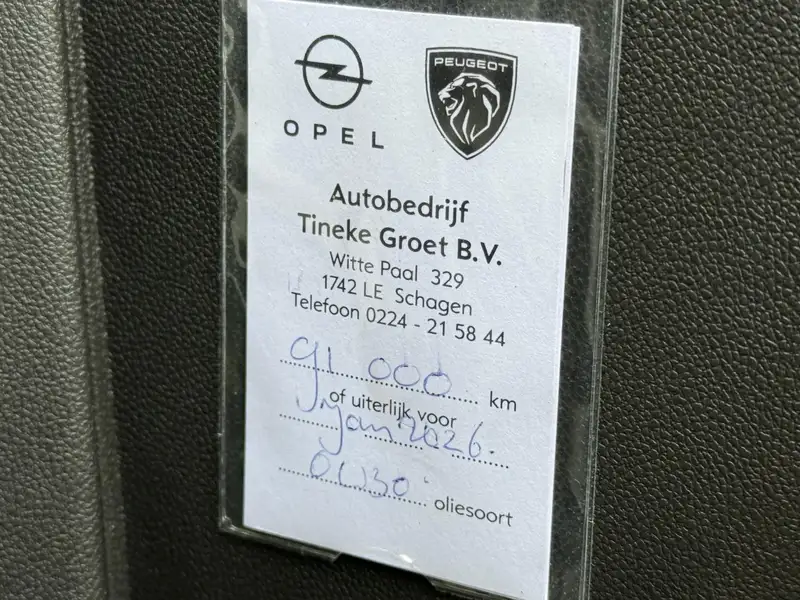 OPEL
PEUGEOT
Autobedrijf
Tineke Groet B.V.
Witte Paal 329
1742 LE Schagen
Telefoon 0224 - 21 58 44
91 000 km
of uiterlijk voor
Jan 2026.
0W30 oliesoort